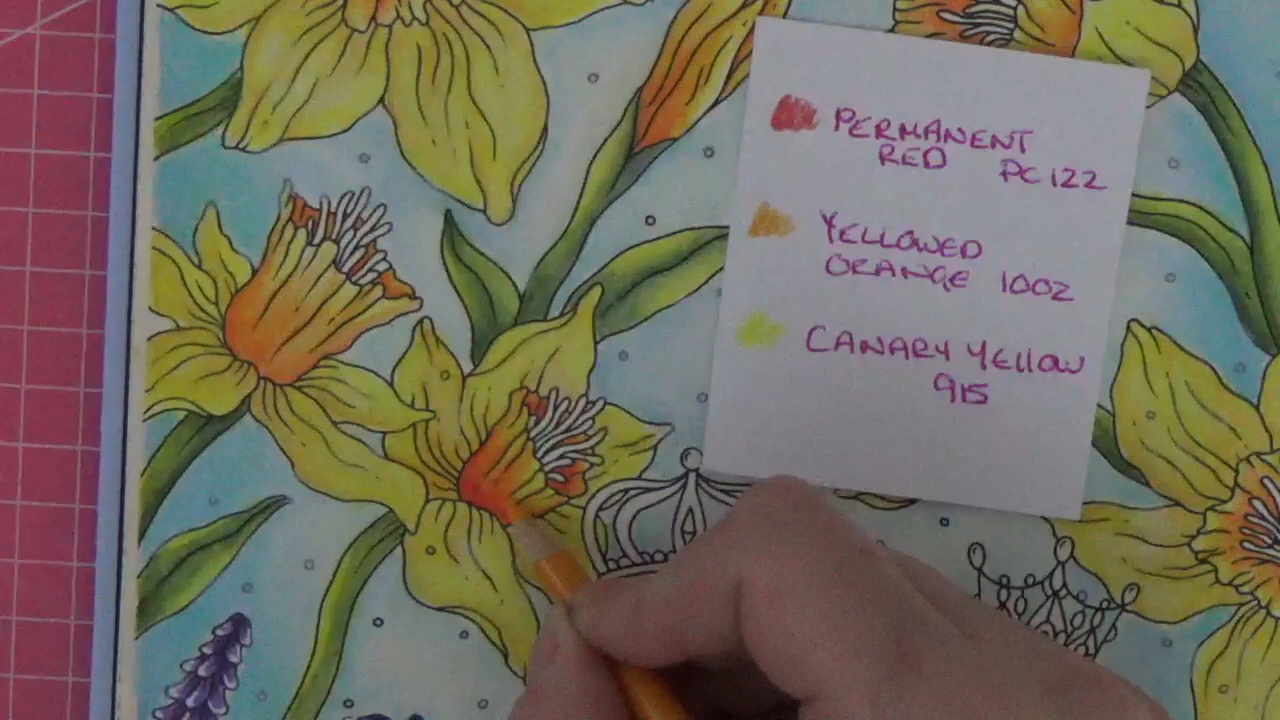 PERMANENT
RED PC122
YELLOWED
ORANGE 1002
CANARY YELLOW
915